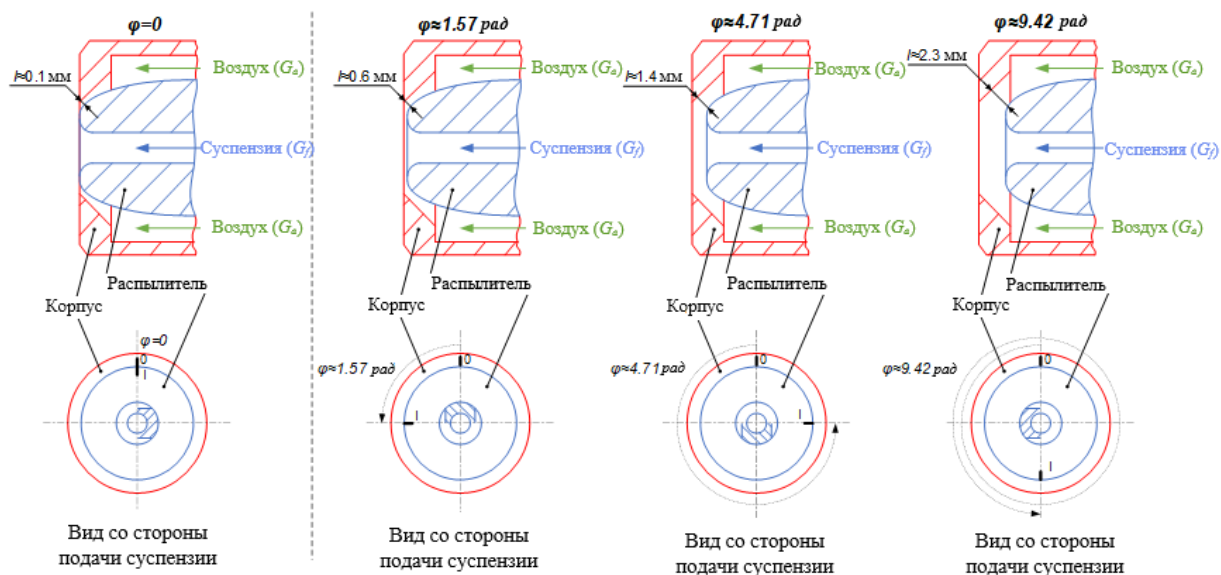 φ=0
l≈0.1 мм
Воздух (Gₐ)
Суспензия (G_f)
Воздух (Gₐ)
Распылитель
Корпус
φ=0
0
I
Вид со стороны
подачи суспензии
φ≈1.57 рад
l≈0.6 мм
Воздух (Gₐ)
Суспензия (G_f)
Воздух (Gₐ)
Распылитель
Корпус
φ≈1.57 рад
0
I
Вид со стороны
подачи суспензии
φ≈4.71 рад
l≈1.4 мм
Воздух (Gₐ)
Суспензия (G_f)
Воздух (Gₐ)
Распылитель
Корпус
φ≈4.71 рад
0
I
Вид со стороны
подачи суспензии
φ≈9.42 рад
l≈2.3 мм
Воздух (Gₐ)
Суспензия (G_f)
Воздух (Gₐ)
Распылитель
Корпус
φ≈9.42 рад
0
I
Вид со стороны
подачи суспензии